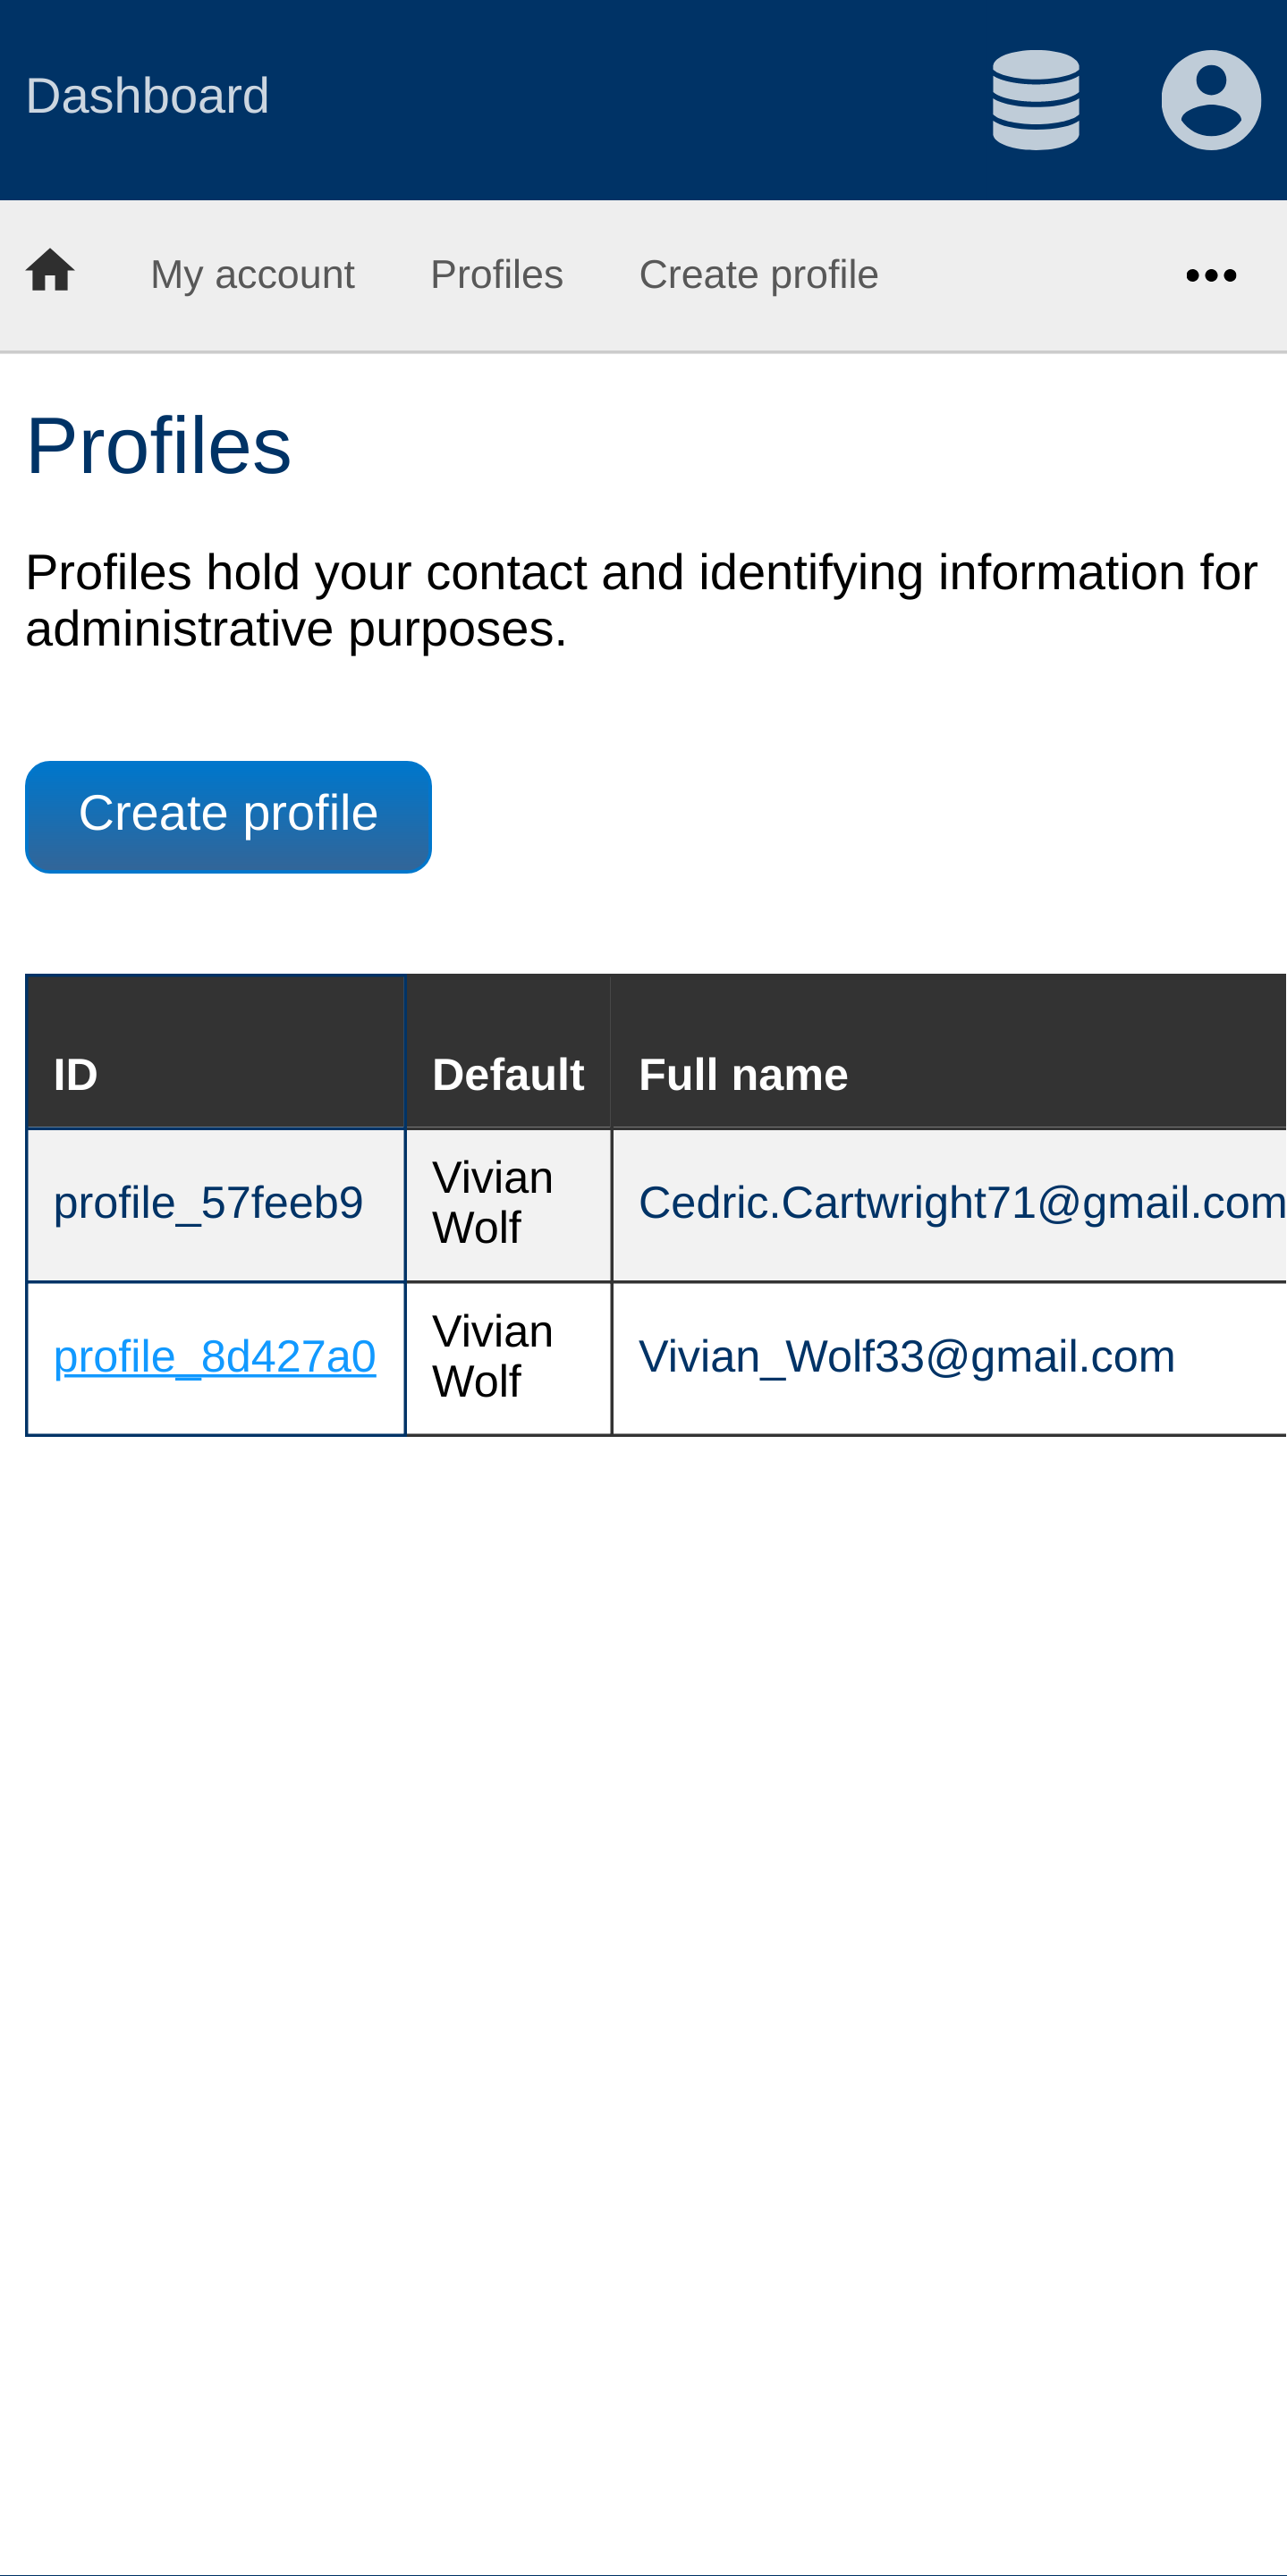 Dashboard
My account Profiles Create profile
Profiles
Profiles hold your contact and identifying information for
administrative purposes.
Create profile
ID Default Full name
profile_57feeb9 Vivian Wolf Cedric.Cartwright71@gmail.com
profile_8d427a0 Vivian Wolf Vivian_Wolf33@gmail.com